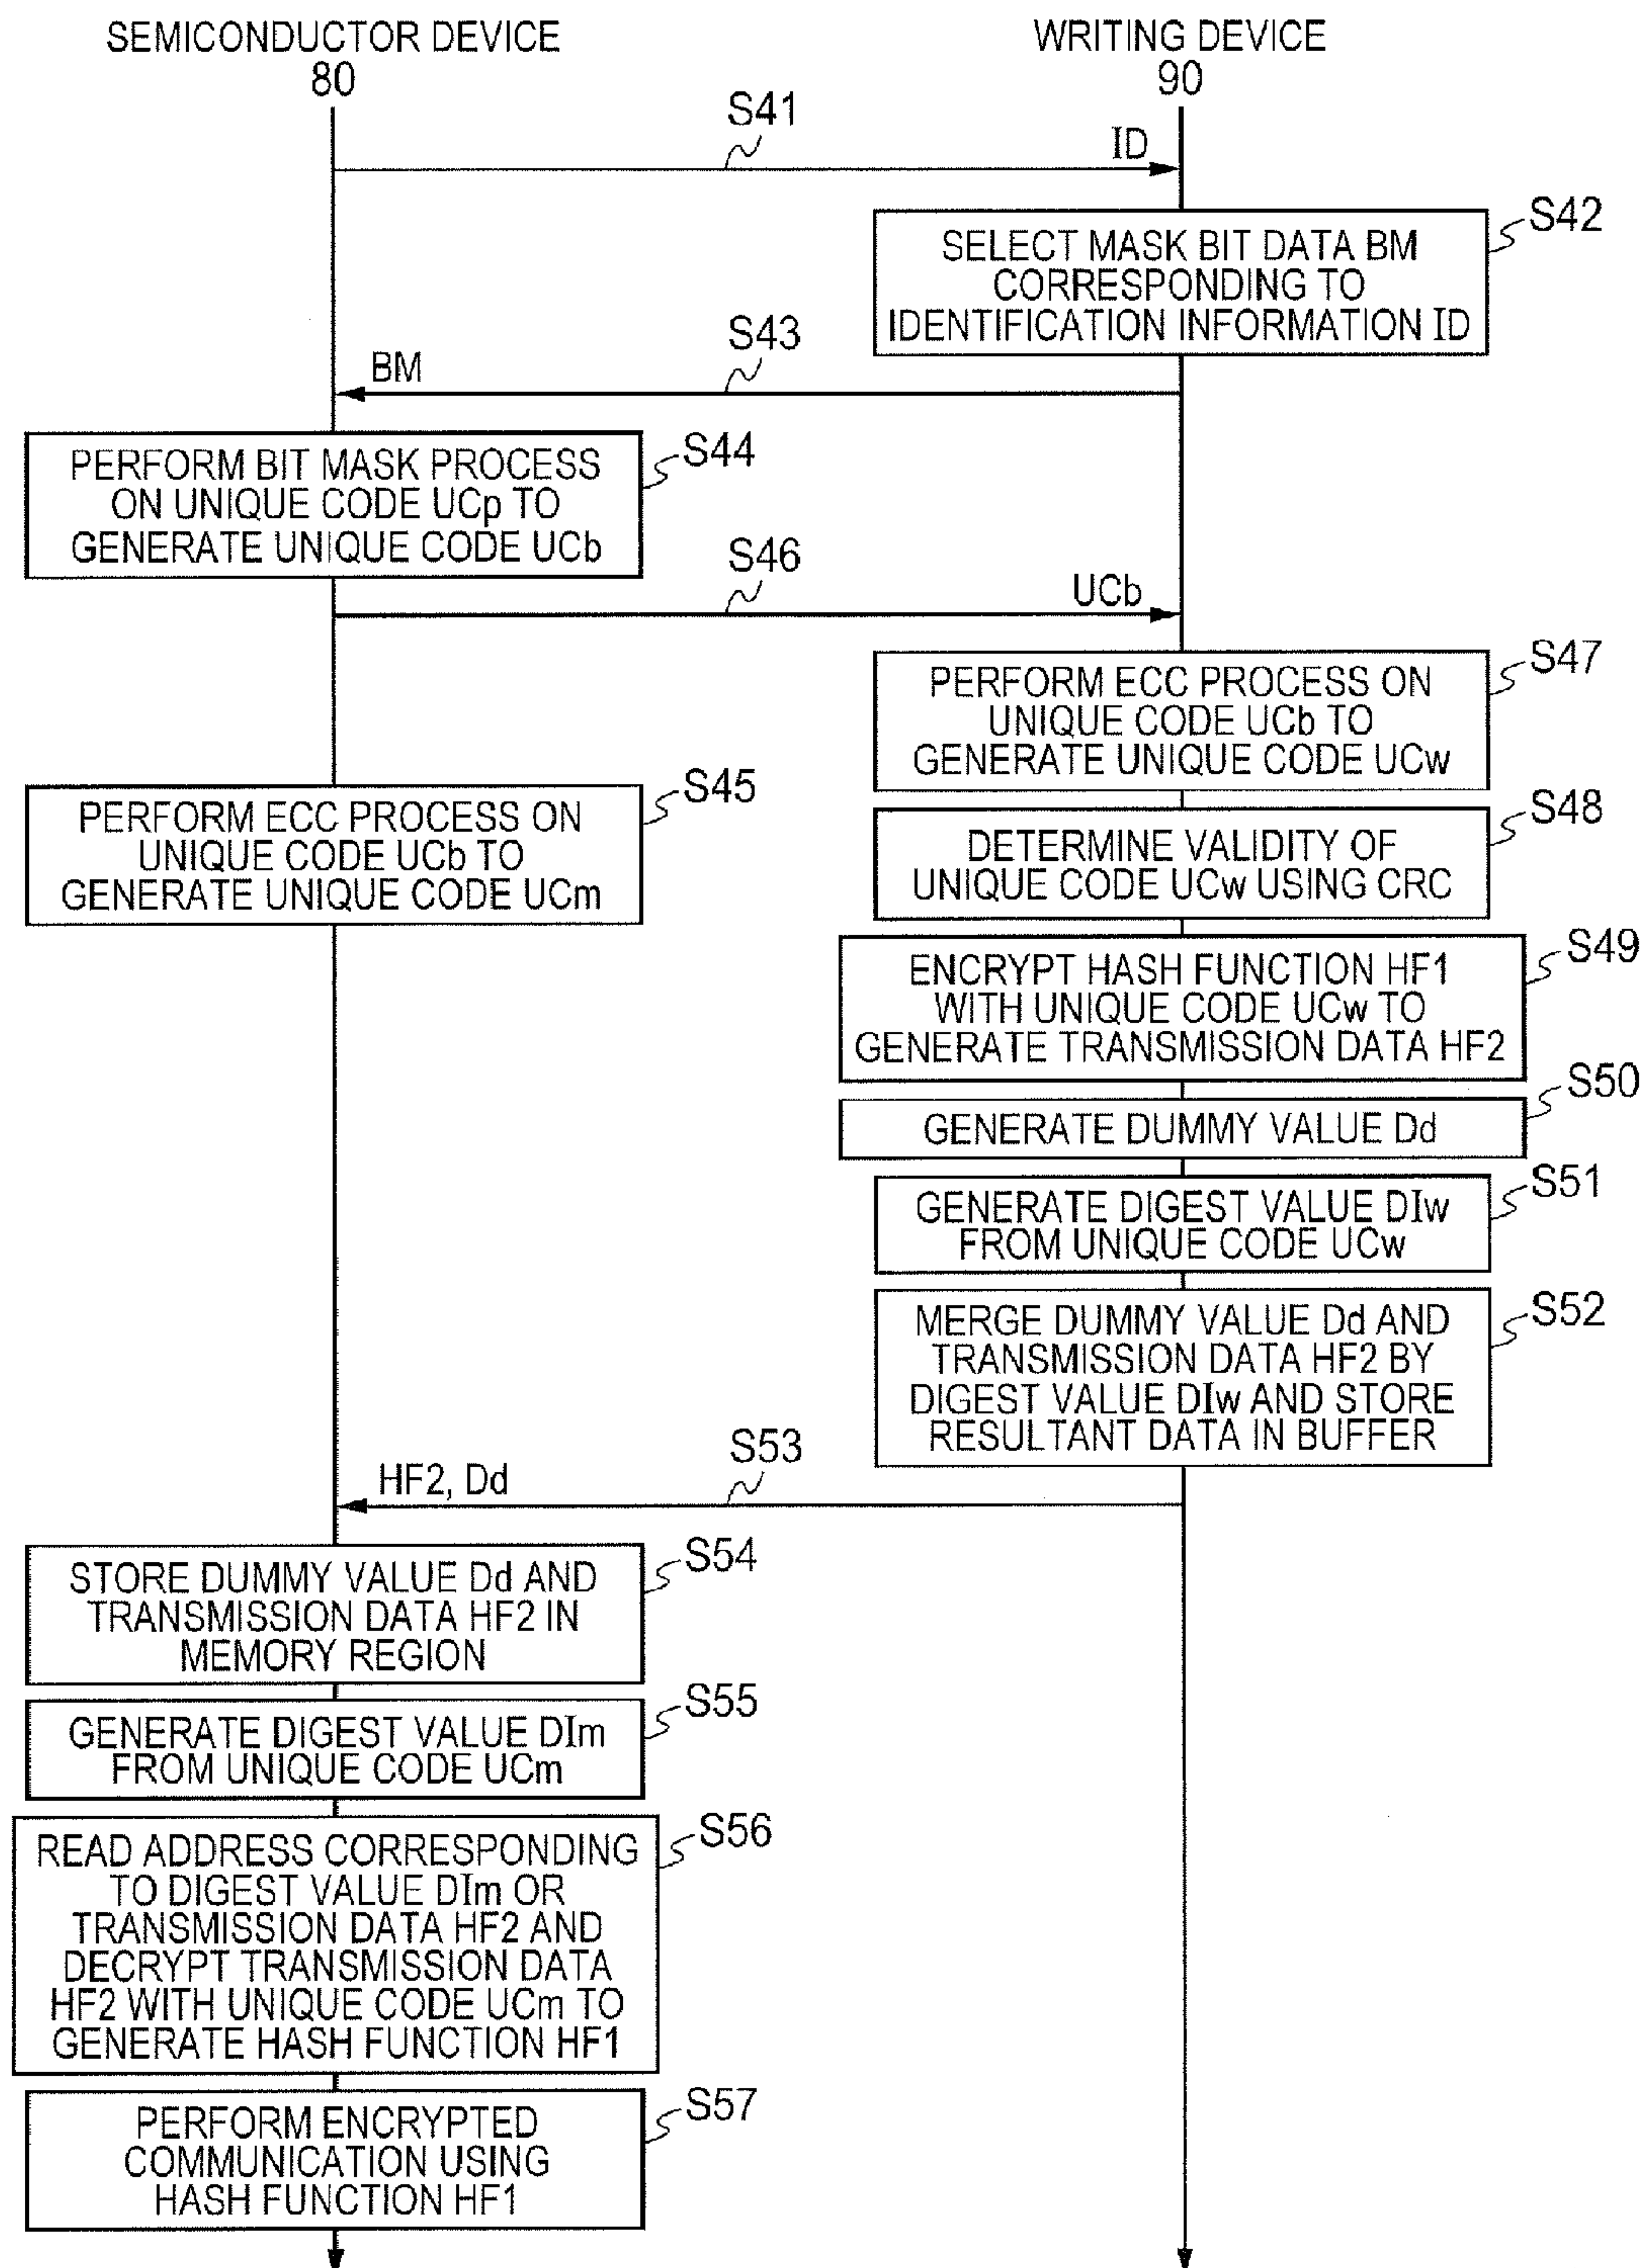 SEMICONDUCTOR DEVICE
80
WRITING DEVICE
90
S41
ID
S42
SELECT MASK BIT DATA BM
CORRESPONDING TO
IDENTIFICATION INFORMATION ID
S43
BM
S44
PERFORM BIT MASK PROCESS
ON UNIQUE CODE UCp TO
GENERATE UNIQUE CODE UCb
S46
UCb
S47
PERFORM ECC PROCESS ON
UNIQUE CODE UCb TO
GENERATE UNIQUE CODE UCw
S45
PERFORM ECC PROCESS ON
UNIQUE CODE UCb TO
GENERATE UNIQUE CODE UCm
S48
DETERMINE VALIDITY OF
UNIQUE CODE UCw USING CRC
S49
ENCRYPT HASH FUNCTION HF1
WITH UNIQUE CODE UCw TO
GENERATE TRANSMISSION DATA HF2
S50
GENERATE DUMMY VALUE Dd
S51
GENERATE DIGEST VALUE DIw
FROM UNIQUE CODE UCw
S52
MERGE DUMMY VALUE Dd AND
TRANSMISSION DATA HF2 BY
DIGEST VALUE DIw AND STORE
RESULTANT DATA IN BUFFER
S53
HF2, Dd
S54
STORE DUMMY VALUE Dd AND
TRANSMISSION DATA HF2 IN
MEMORY REGION
S55
GENERATE DIGEST VALUE DIm
FROM UNIQUE CODE UCm
S56
READ ADDRESS CORRESPONDING
TO DIGEST VALUE DIm OR
TRANSMISSION DATA HF2 AND
DECRYPT TRANSMISSION DATA
HF2 WITH UNIQUE CODE UCm TO
GENERATE HASH FUNCTION HF1
S57
PERFORM ENCRYPTED
COMMUNICATION USING
HASH FUNCTION HF1